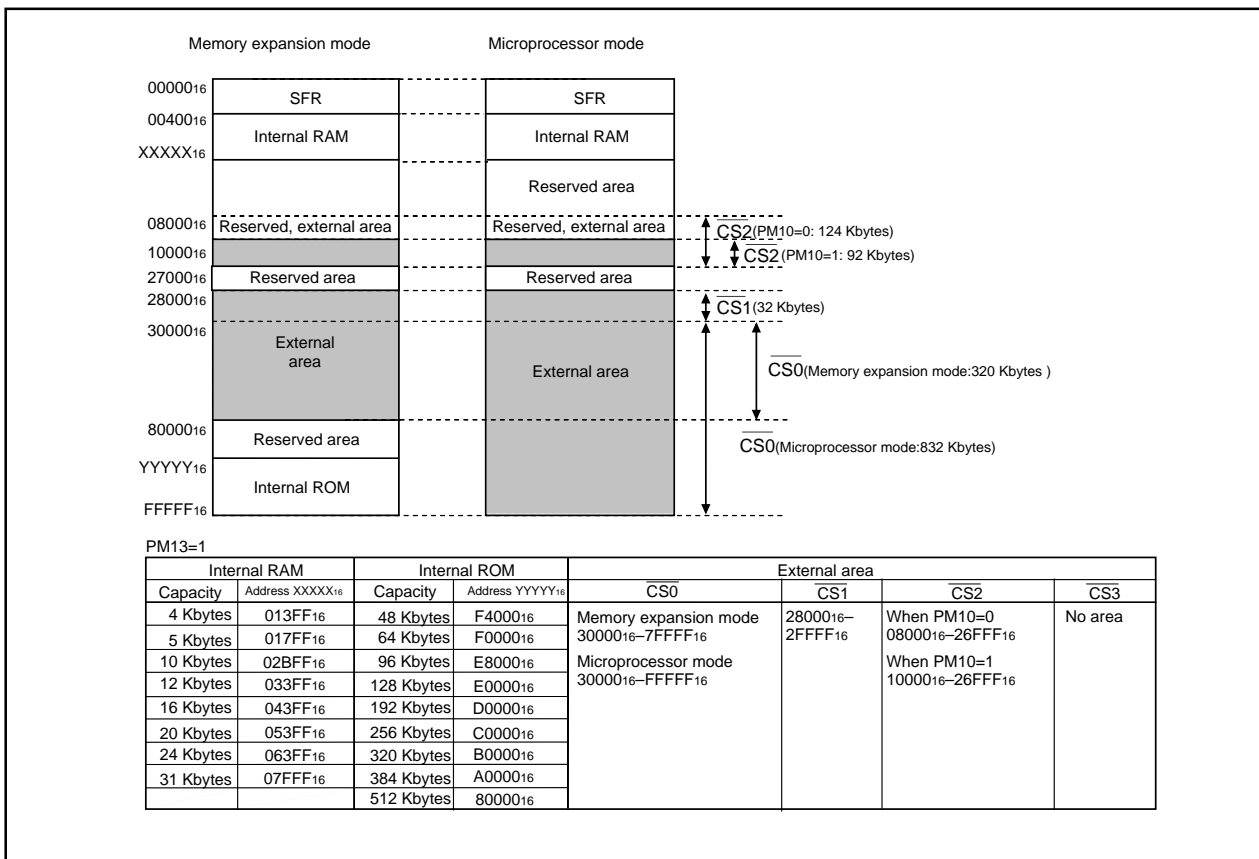 Memory expansion mode Microprocessor mode
0000016 SFR SFR
0040016 Internal RAM Internal RAM
XXXXX16
Reserved area
0800016 Reserved, external area Reserved, external area CS2(PM10=0: 124 Kbytes)
1000016 CS2(PM10=1: 92 Kbytes)
2700016 Reserved area Reserved area
2800016 CS1(32 Kbytes)
3000016
External
area External area CS0(Memory expansion mode:320 Kbytes )
8000016 Reserved area CS0(Microprocessor mode:832 Kbytes)
YYYYY16
Internal ROM
FFFFF16
PM13=1
Internal RAM Internal ROM External area
Capacity Address XXXXX16 Capacity Address YYYYY16 CS0 CS1 CS2 CS3
4 Kbytes 013FF16 48 Kbytes F400016 Memory expansion mode 2800016– When PM10=0 No area
5 Kbytes 017FF16 64 Kbytes F000016 3000016–7FFFF16 2FFFF16 0800016–26FFF16
10 Kbytes 02BFF16 96 Kbytes E800016 Microprocessor mode When PM10=1
12 Kbytes 033FF16 128 Kbytes E000016 3000016–FFFFF16 1000016–26FFF16
16 Kbytes 043FF16 192 Kbytes D000016
20 Kbytes 053FF16 256 Kbytes C000016
24 Kbytes 063FF16 320 Kbytes B000016
31 Kbytes 07FFF16 384 Kbytes A000016
512 Kbytes 8000016